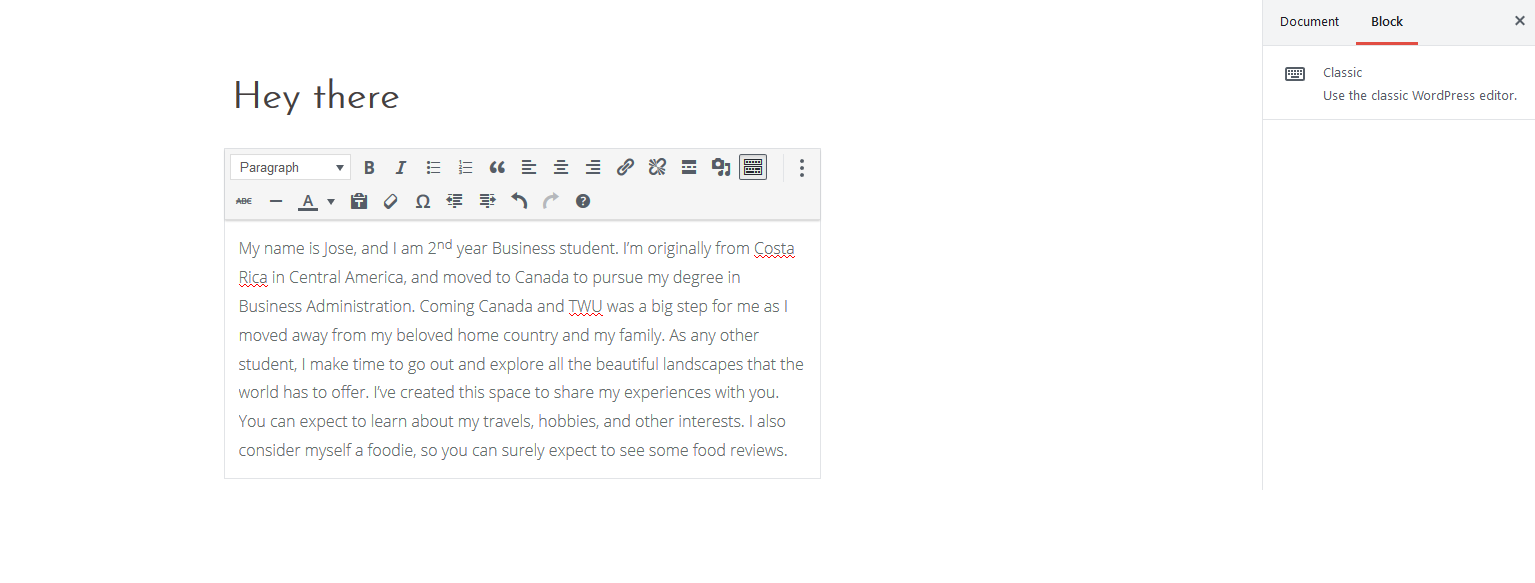 Document Block ×
Classic
Use the classic WordPress editor.
Hey there
Paragraph
ABC A
My name is Jose, and I am 2nd year Business student. I’m originally from Costa
Rica in Central America, and moved to Canada to pursue my degree in
Business Administration. Coming Canada and TWU was a big step for me as I
moved away from my beloved home country and my family. As any other
student, I make time to go out and explore all the beautiful landscapes that the
world has to offer. I’ve created this space to share my experiences with you.
You can expect to learn about my travels, hobbies, and other interests. I also
consider myself a foodie, so you can surely expect to see some food reviews.